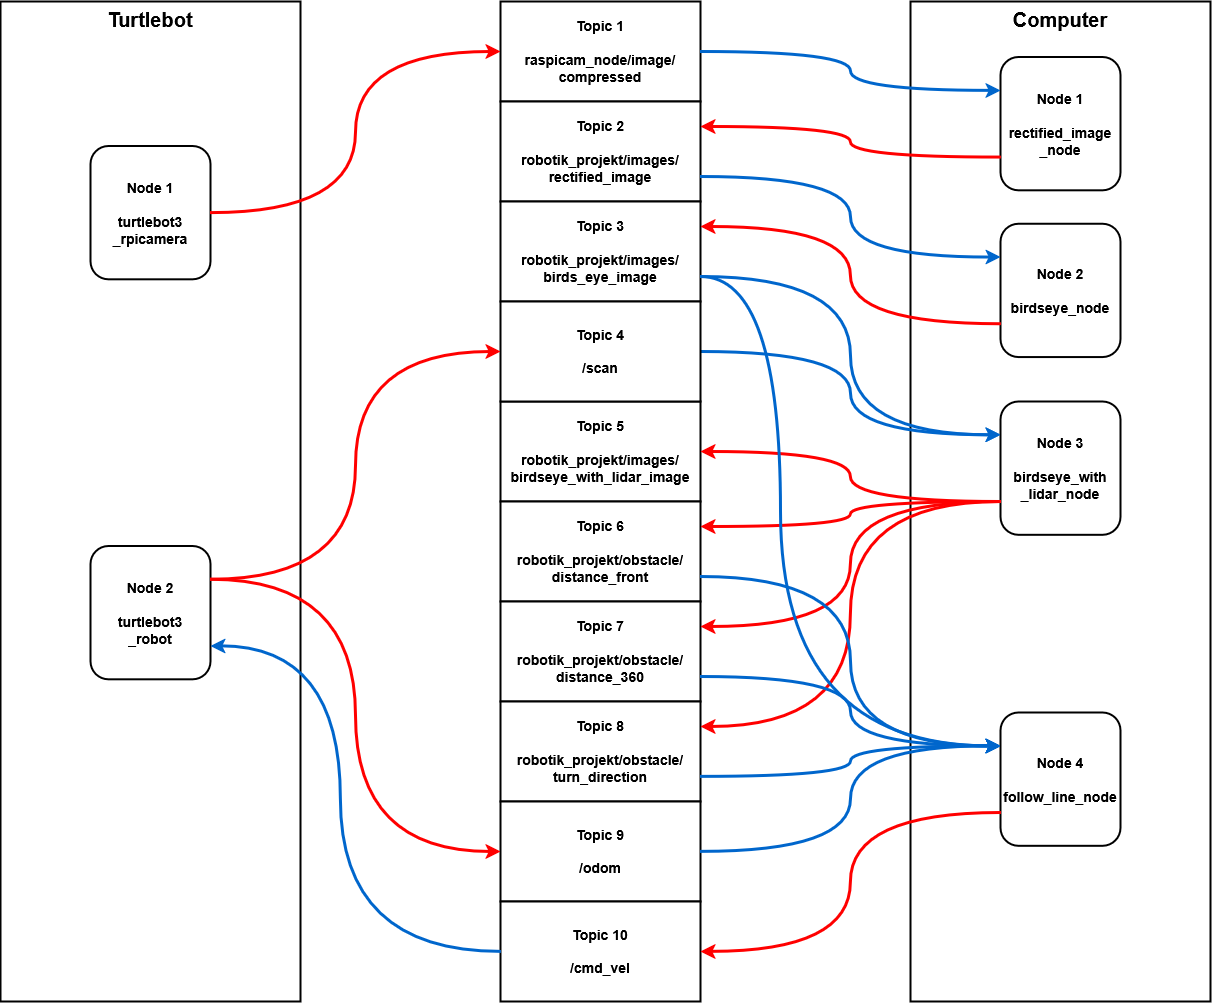 Turtlebot
Node 1
turtlebot3
_rpicamera
Node 2
turtlebot3
_robot
Topic 1
raspicam_node/image/
compressed
Topic 2
robotik_projekt/images/
rectified_image
Topic 3
robotik_projekt/images/
birds_eye_image
Topic 4
/scan
Topic 5
robotik_projekt/images/
birdseye_with_lidar_image
Topic 6
robotik_projekt/obstacle/
distance_front
Topic 7
robotik_projekt/obstacle/
distance_360
Topic 8
robotik_projekt/obstacle/
turn_direction
Topic 9
/odom
Topic 10
/cmd_vel
Computer
Node 1
rectified_image
_node
Node 2
birdseye_node
Node 3
birdseye_with
_lidar_node
Node 4
follow_line_node